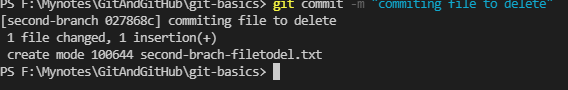 PS F:\Mynotes\GitAndGitHub\git-basics> git commit -m "commiting file to delete"
[second-branch 027868c] commiting file to delete
 1 file changed, 1 insertion(+)
 create mode 100644 second-brach-filetodel.txt
PS F:\Mynotes\GitAndGitHub\git-basics>